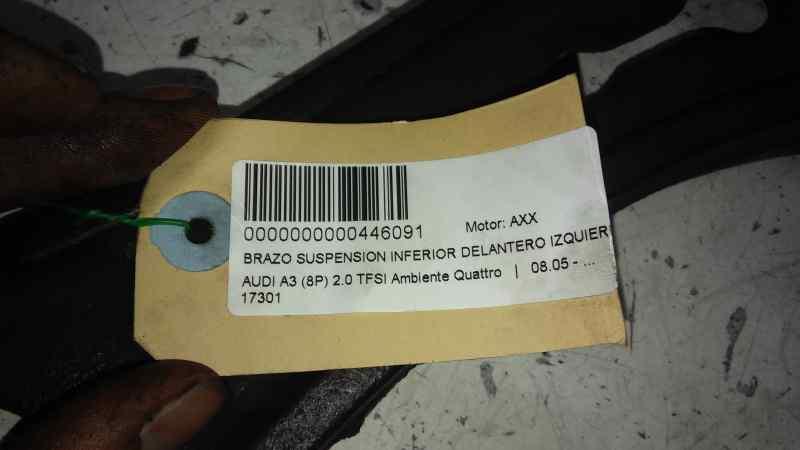 0000000000446091 Motor: AXX
BRAZO SUSPENSION INFERIOR DELANTERO IZQUIER
AUDI A3 (8P) 2.0 TFSI Ambiente Quattro | 08.05 - ...
17301